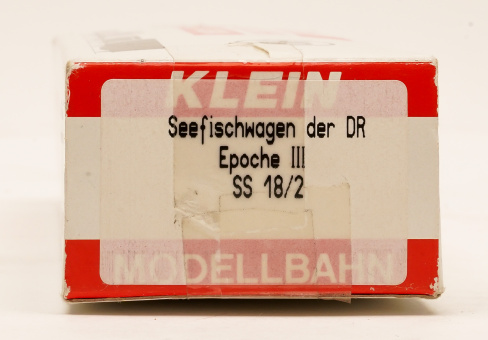 KLEIN
Seefischwagen der DR
Epoche III
SS 18/2
MODELLBAHN